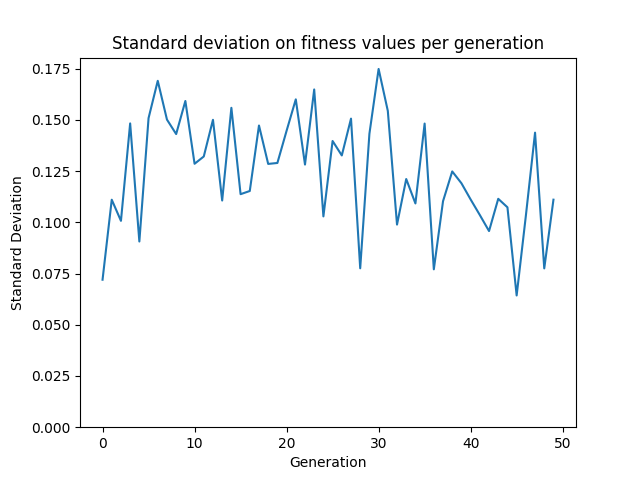 Standard deviation on fitness values per generation
0.175
0.150
0.125
0.100
0.075
0.050
0.025
0.000
Standard Deviation
0 10 20 30 40 50
Generation